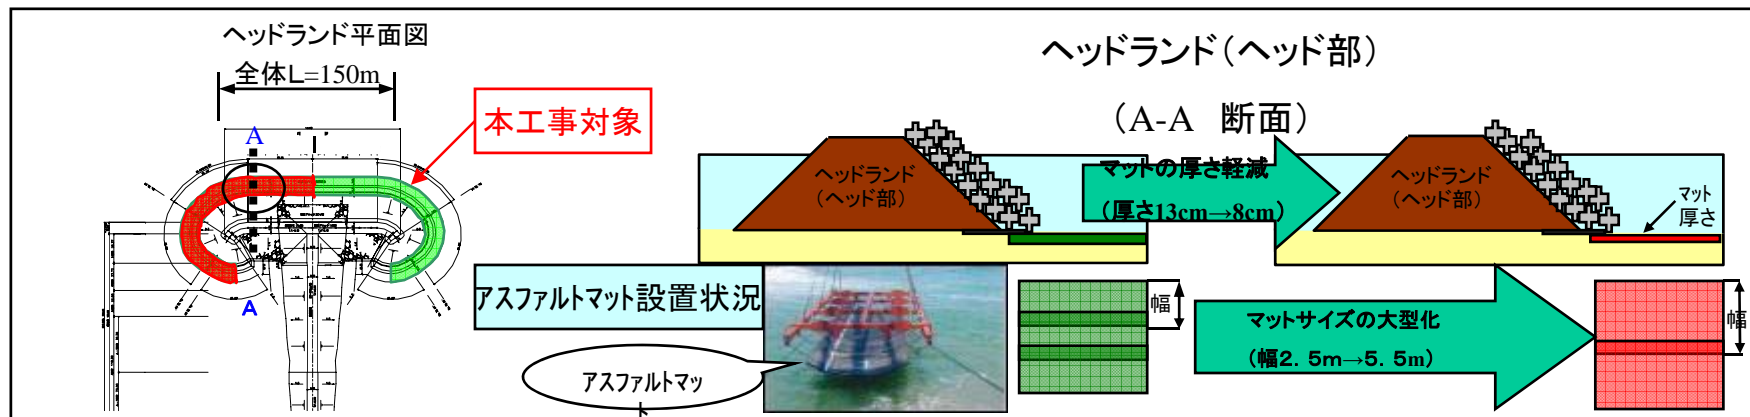 ヘッドランド平面図
全体L=150m
本工事対象
A
A
ヘッドランド(ヘッド部)
(A-A 断面)
ヘッドランド
(ヘッド部)
マットの厚さ軽減
(厚さ13cm→8cm)
ヘッドランド
(ヘッド部)
マット
厚さ
アスファルトマット設置状況
アスファルトマッ
ト
幅
マットサイズの大型化
(幅2.5m→5.5m)
幅